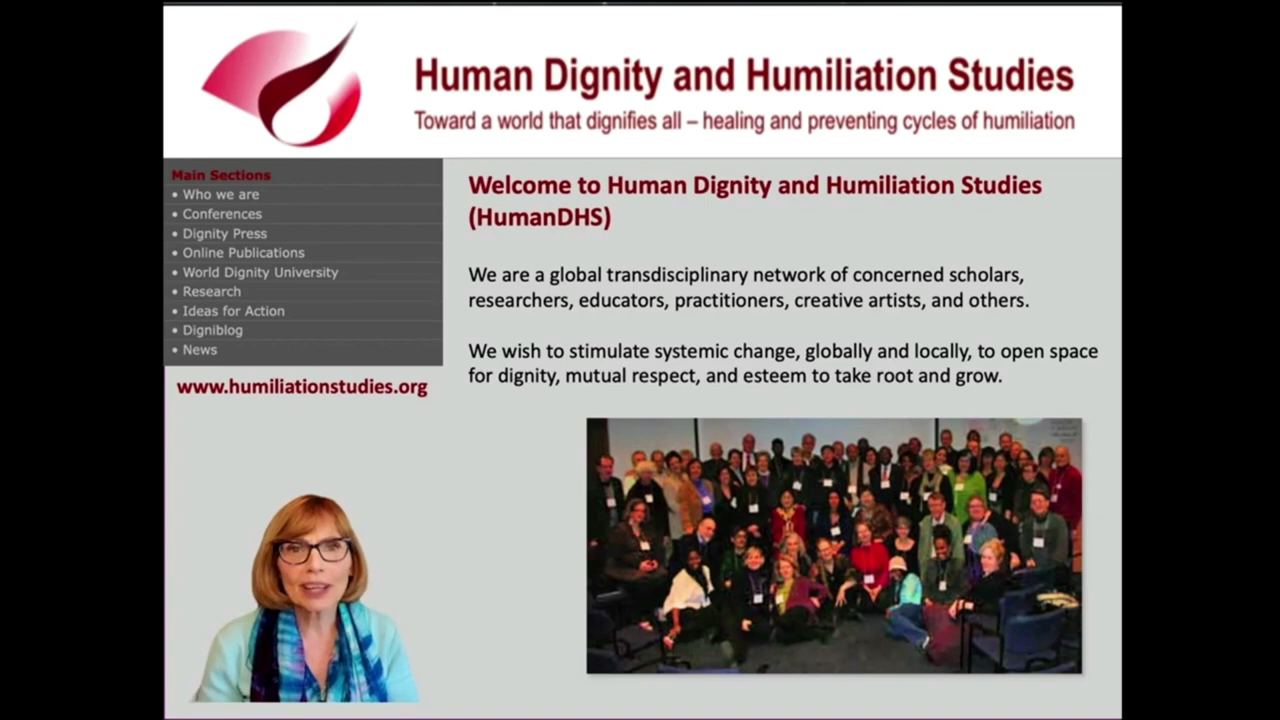 Human Dignity and Humiliation Studies
Toward a world that dignifies all – healing and preventing cycles of humiliation
Main Sections
• Who we are
• Conferences
• Dignity Press
• Online Publications
• World Dignity University
• Research
• Ideas for Action
• Digniblog
• News
www.humiliationstudies.org
Welcome to Human Dignity and Humiliation Studies
(HumanDHS)
We are a global transdisciplinary network of concerned scholars,
researchers, educators, practitioners, creative artists, and others.
We wish to stimulate systemic change, globally and locally, to open space
for dignity, mutual respect, and esteem to take root and grow.